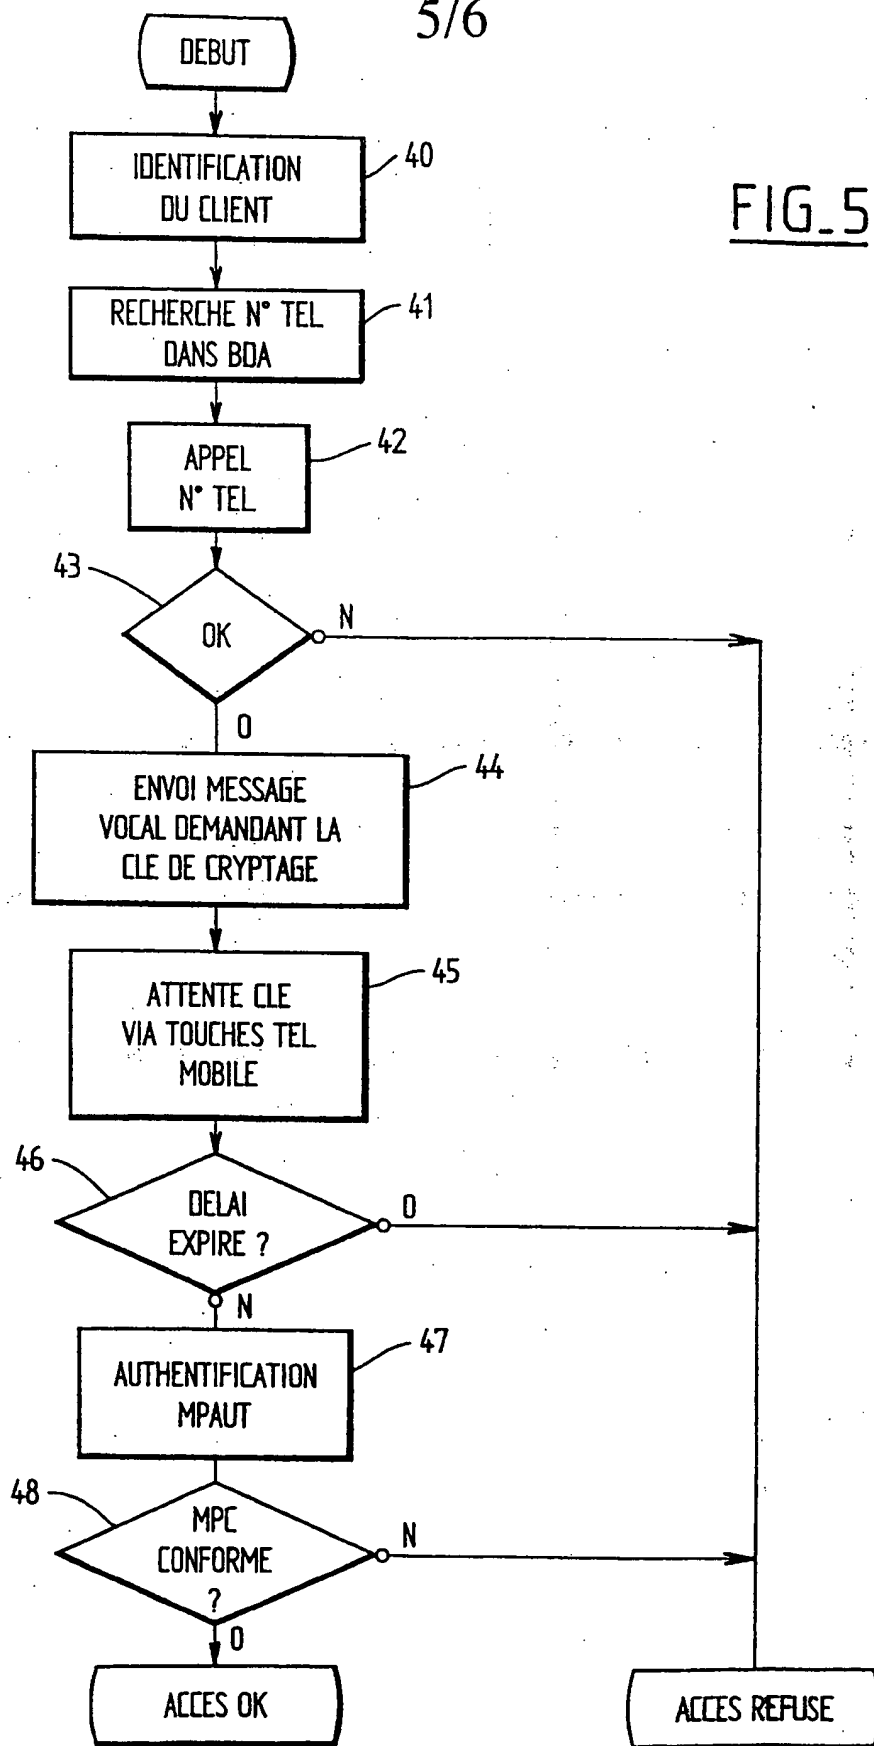 5/6
DEBUT
IDENTIFICATION
DU CLIENT
40
FIG_5
RECHERCHE N° TEL
DANS BDA
41
APPEL
N° TEL
42
43
OK
N
O
ENVOI MESSAGE
VOCAL DEMANDANT LA
CLE DE CRYPTAGE
44
ATTENTE CLE
VIA TOUCHES TEL
MOBILE
45
46
DELAI
EXPIRE ?
O
N
AUTHENTIFICATION
MPAUT
47
48
MPC
CONFORME
?
N
O
ACCES OK
ACCES REFUSE